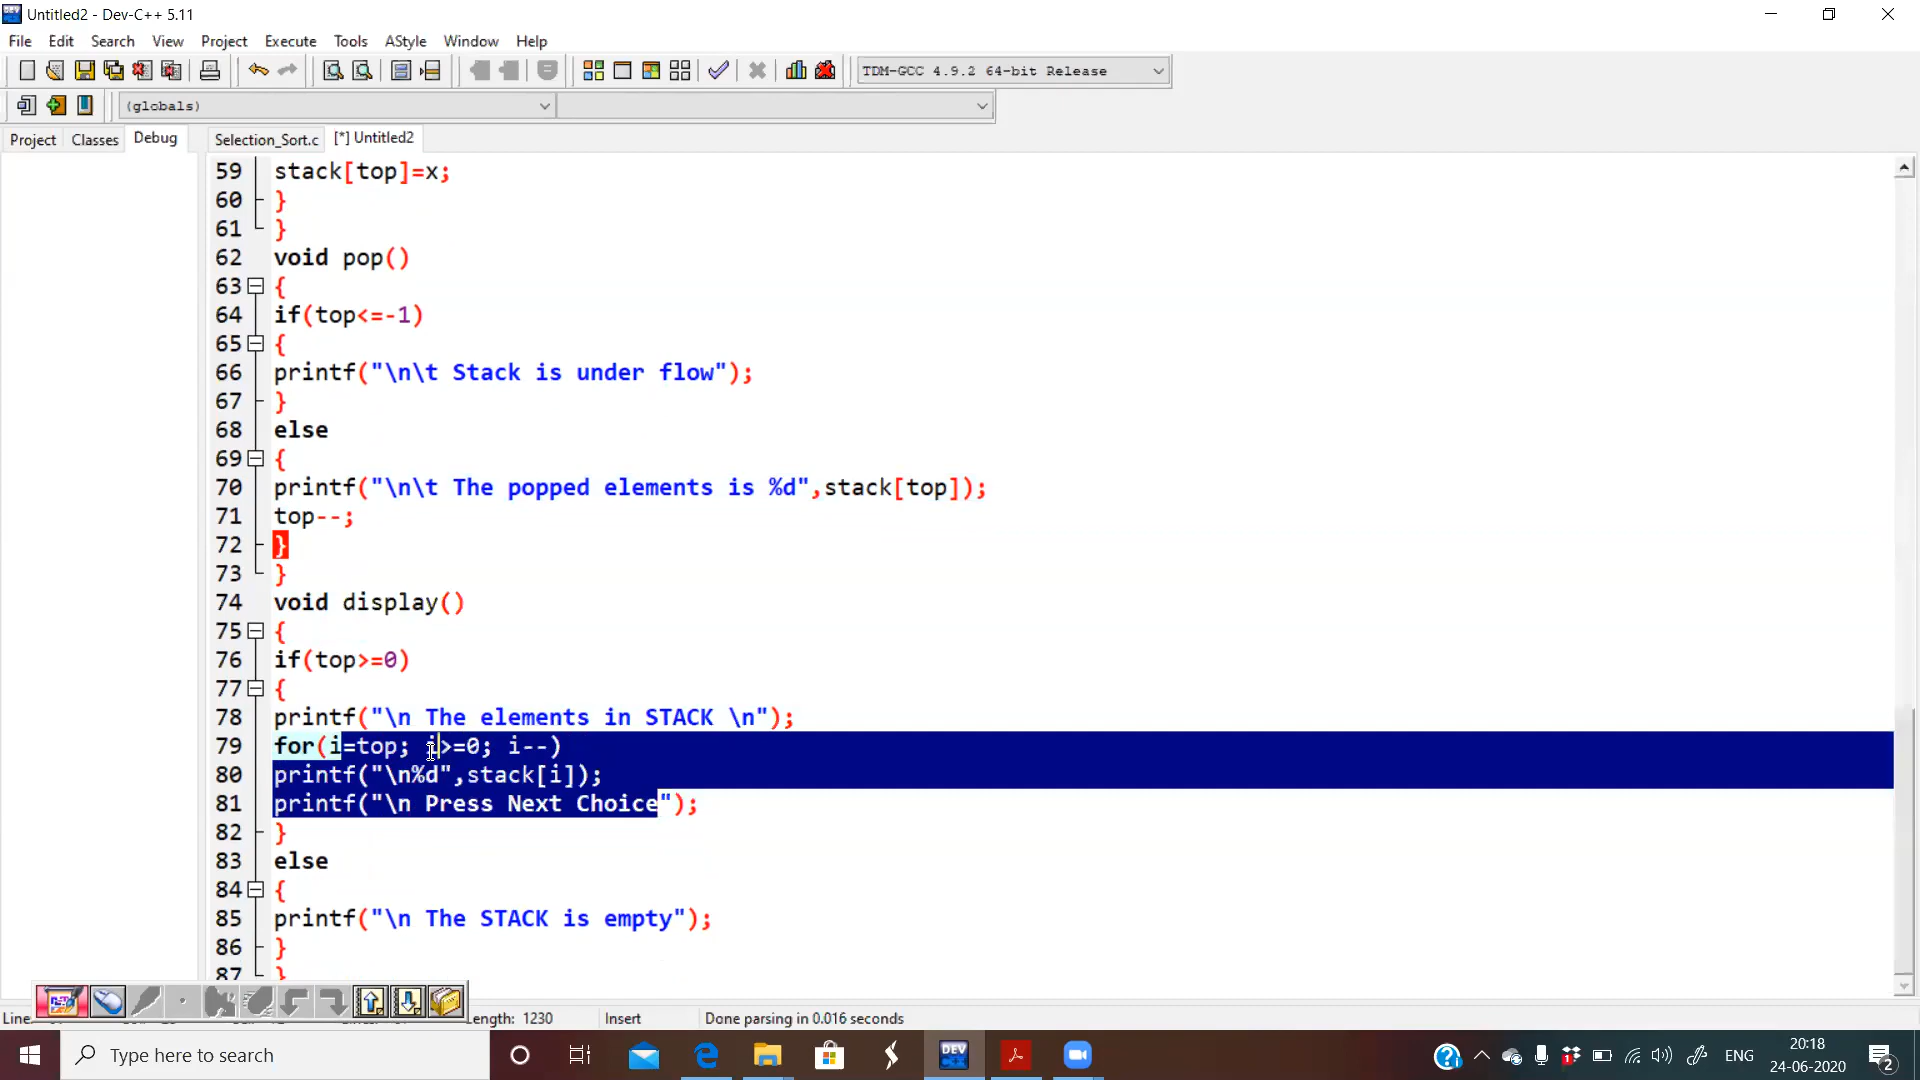 Untitled2 - Dev-C++ 5.11
File Edit Search View Project Execute Tools AStyle Window Help
TDM-GCC 4.9.2 64-bit Release
(globals)
Project Classes Debug Selection_Sort.c [*] Untitled2
59 stack[top]=x;
60 }
61 }
62 void pop()
63 {
64 if(top<=-1)
65 {
66 printf("\n\t Stack is under flow");
67 }
68 else
69 {
70 printf("\n\t The popped elements is %d",stack[top]);
71 top--;
72 }
73 }
74 void display()
75 {
76 if(top>=0)
77 {
78 printf("\n The elements in STACK \n");
79 for(i=top; i>=0; i--)
80 printf("\n%d",stack[i]);
81 printf("\n Press Next Choice");
82 }
83 else
84 {
85 printf("\n The STACK is empty");
86 }
87 }
Line: Length: 1230 Insert Done parsing in 0.016 seconds
Type here to search
DEV
ENG
20:18
24-06-2020
2